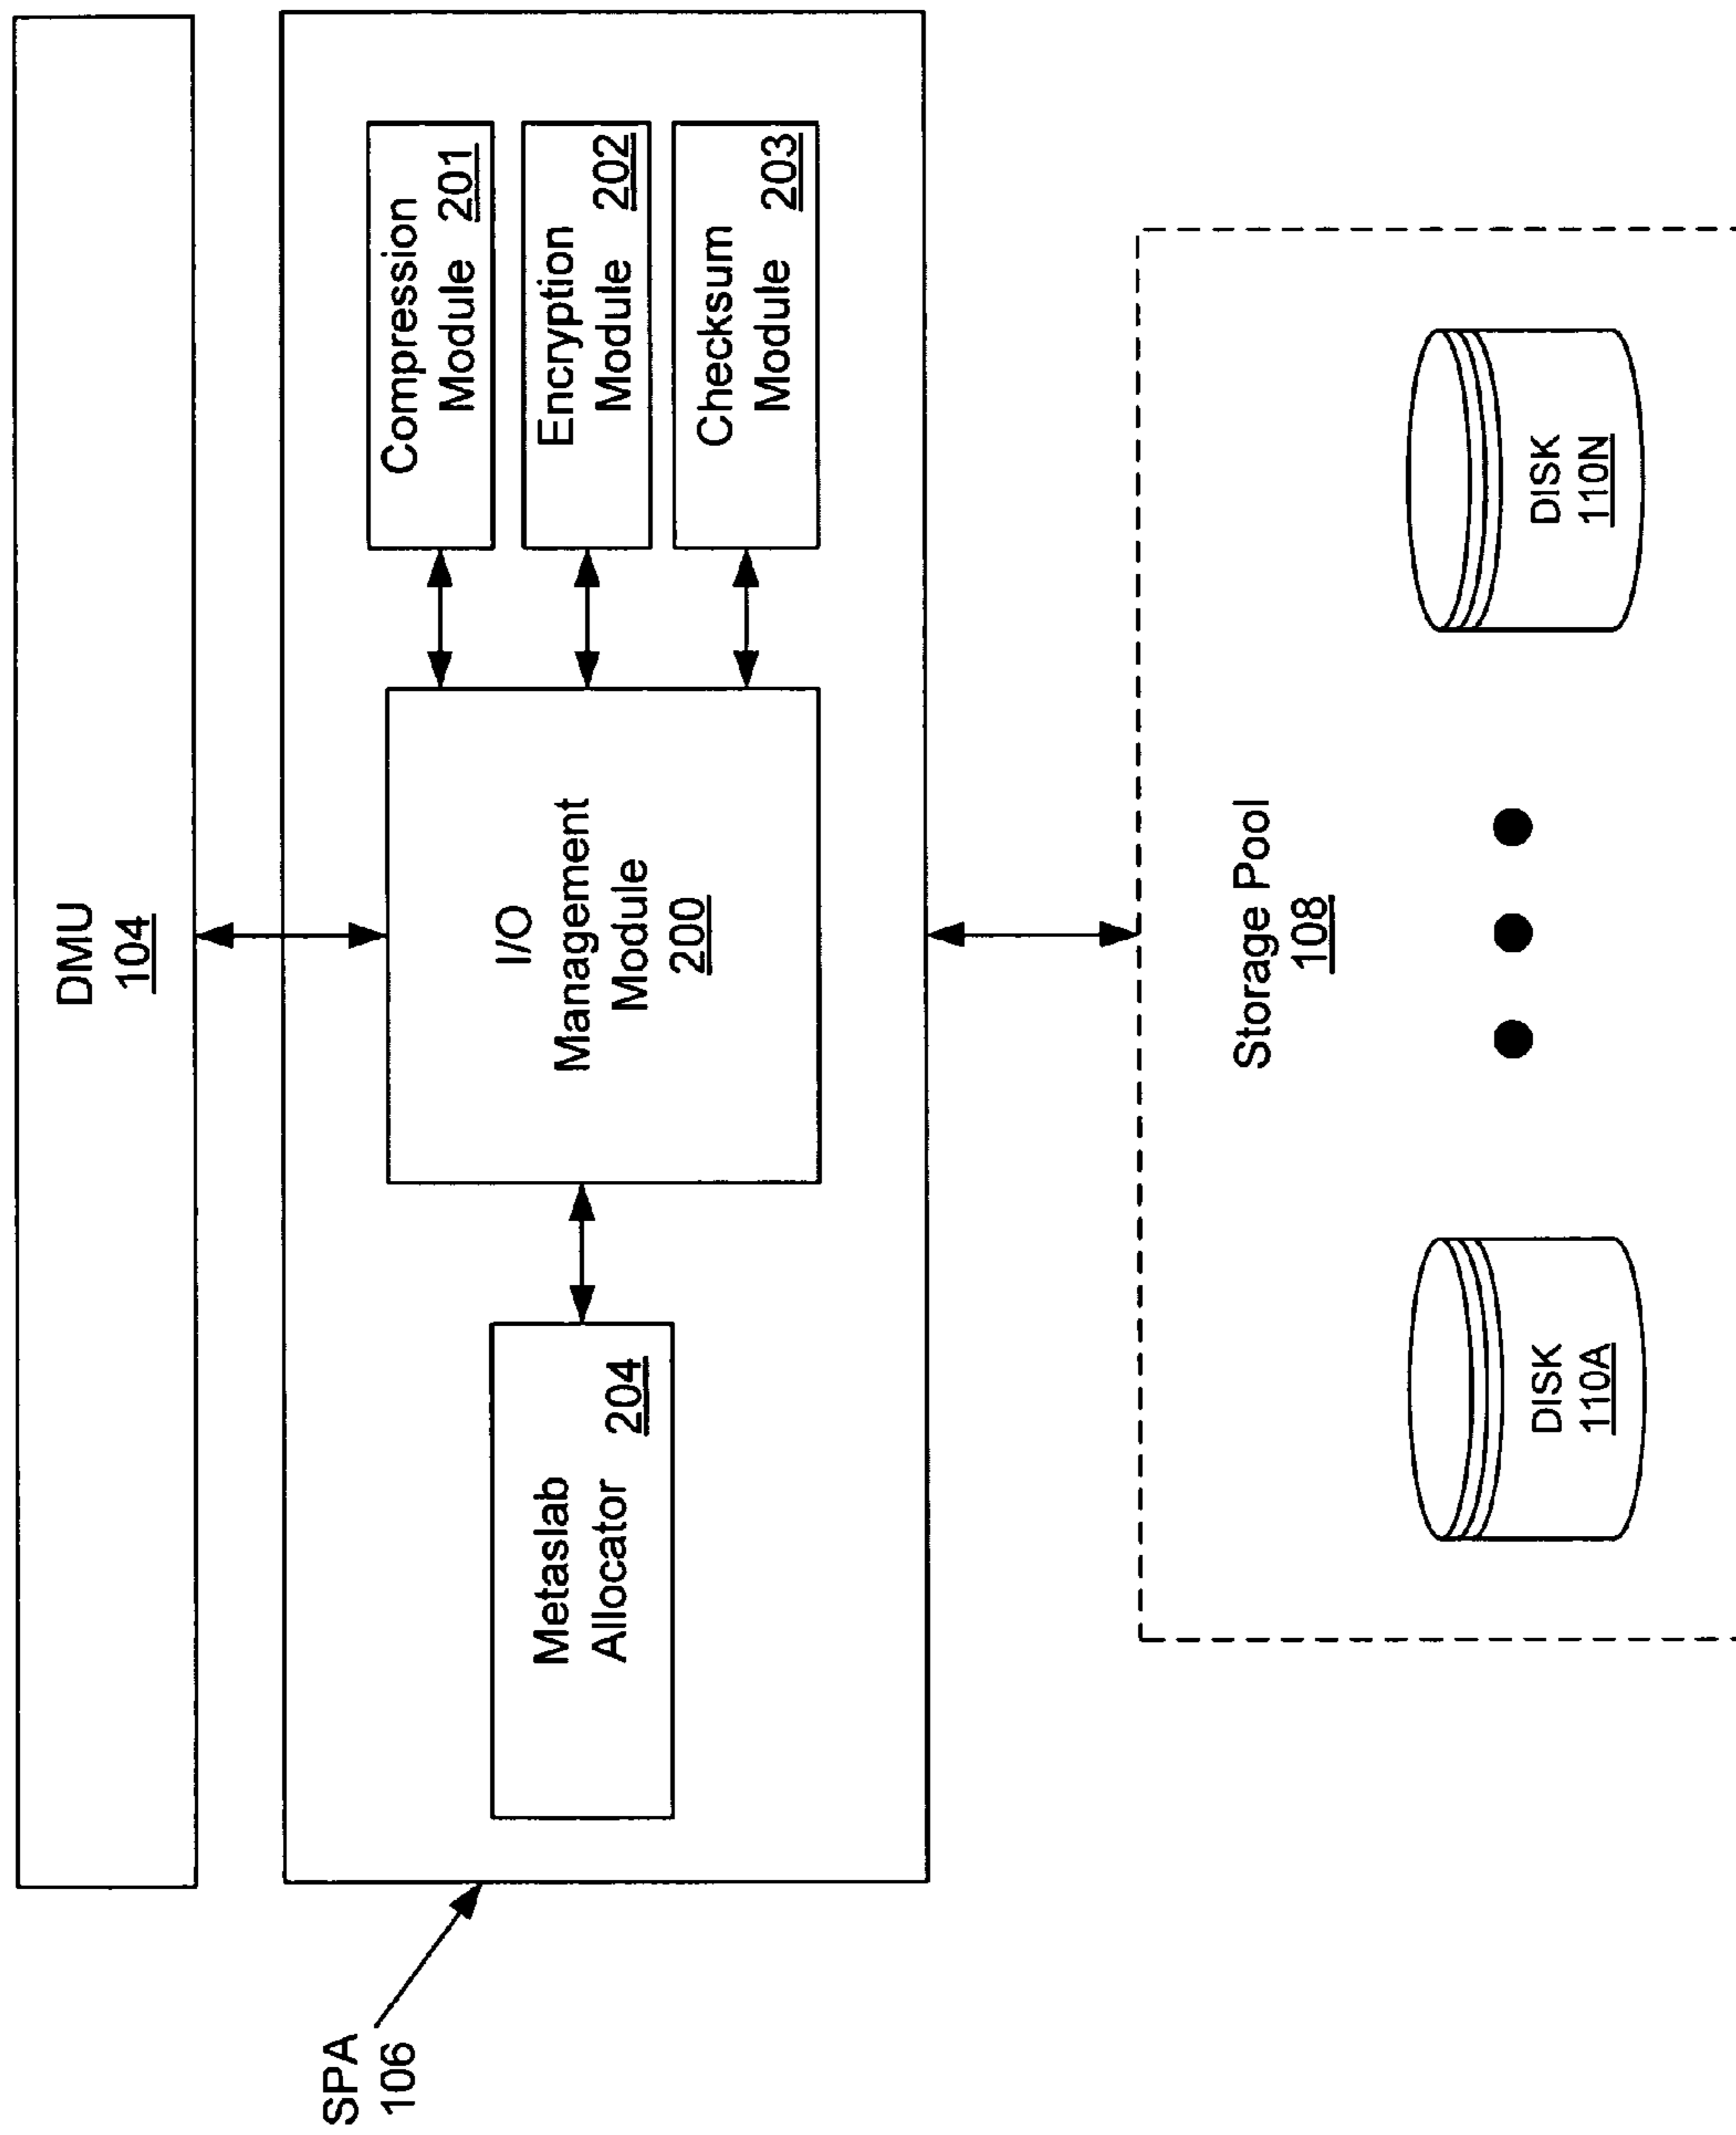 DMU
104
SPA
106
Metaslab
Allocator 204
I/O
Management
Module
200
Compression
Module 201
Encryption
Module 202
Checksum
Module 203
Storage Pool
108
DISK
110A
DISK
110N